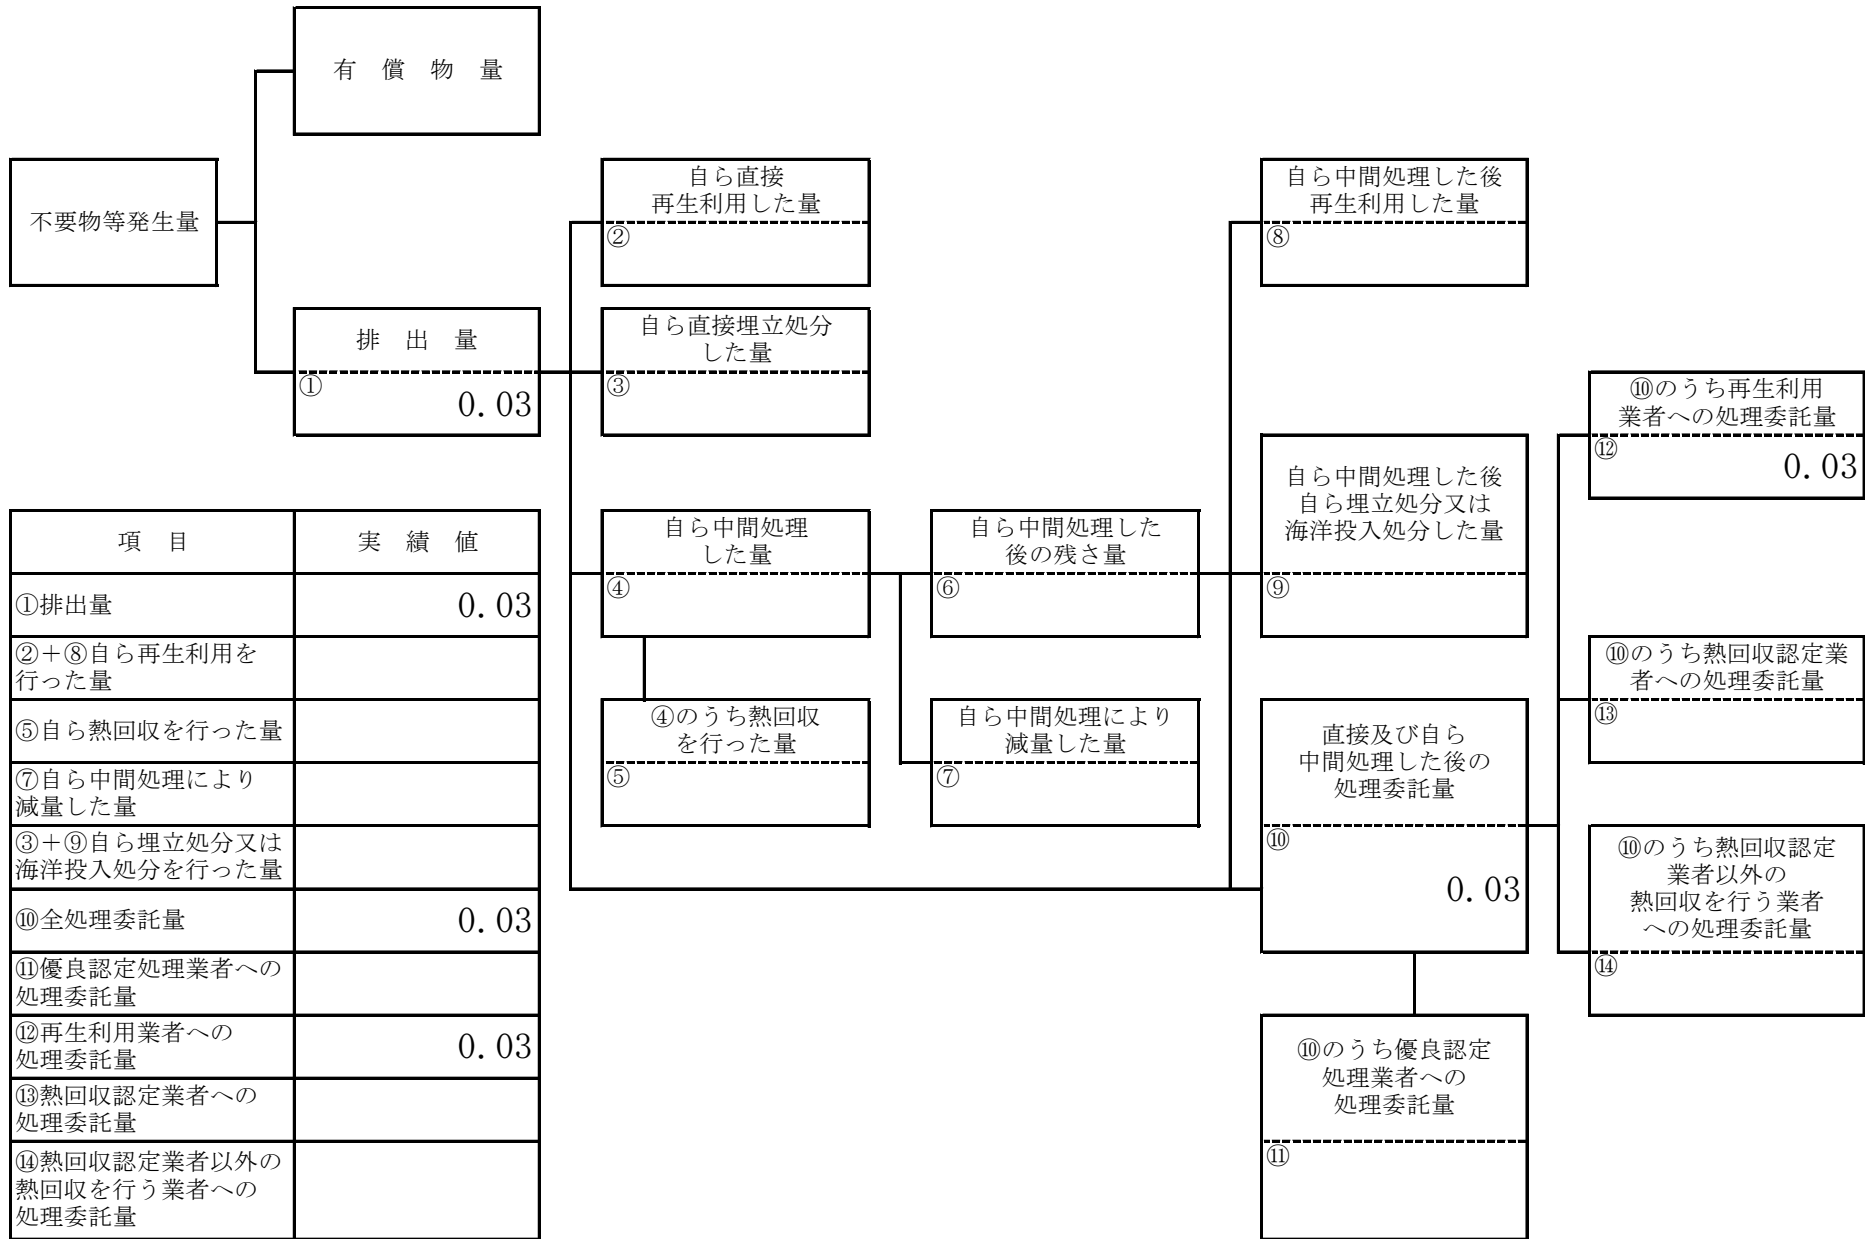 有　償　物　量
不要物等発生量
排　出　量
①
0.03
自ら直接
再生利用した量
②
自ら直接埋立処分
した量
③
自ら中間処理
した量
④
④のうち熱回収
を行った量
⑤
自ら中間処理した
後の残さ量
⑥
自ら中間処理により
減量した量
⑦
自ら中間処理した後
再生利用した量
⑧
自ら中間処理した後
自ら埋立処分又は
海洋投入処分した量
⑨
直接及び自ら
中間処理した後の
処理委託量
⑩
0.03
⑩のうち優良認定
処理業者への
処理委託量
⑪
⑩のうち再生利用
業者への処理委託量
⑫
0.03
⑩のうち熱回収認定業
者への処理委託量
⑬
⑩のうち熱回収認定
業者以外の
熱回収を行う業者
への処理委託量
⑭
項　目　実　績　値
①排出量 0.03
②＋⑧自ら再生利用を
行った量
⑤自ら熱回収を行った量
⑦自ら中間処理により
減量した量
③＋⑨自ら埋立処分又は
海洋投入処分を行った量
⑩全処理委託量 0.03
⑪優良認定処理業者への
処理委託量
⑫再生利用業者への
処理委託量 0.03
⑬熱回収認定業者への
処理委託量
⑭熱回収認定業者以外の
熱回収を行う業者への
処理委託量